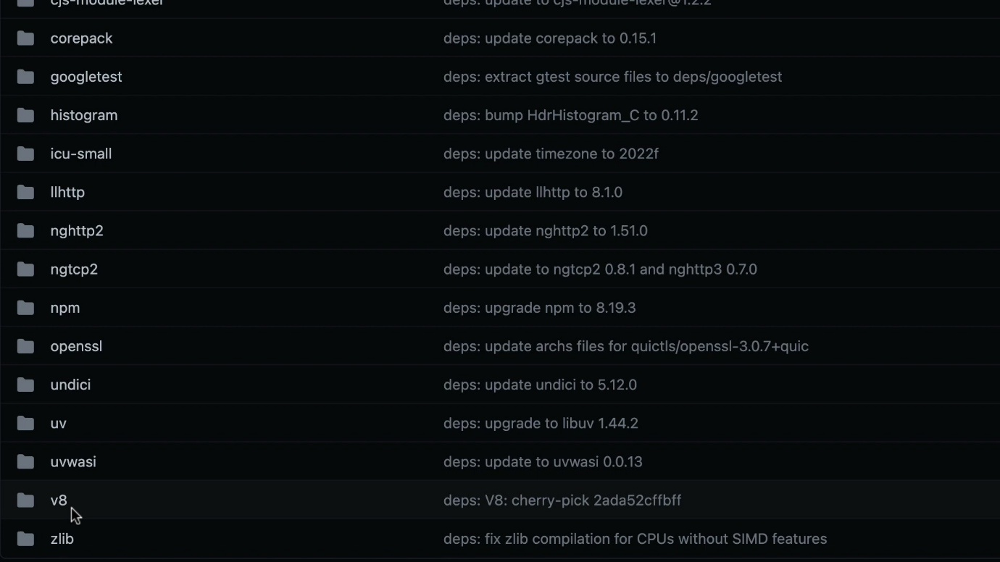 cjs-module-lexer deps: update to cjs-module-lexer@1.2.2
corepack deps: update corepack to 0.15.1
googletest deps: extract gtest source files to deps/googletest
histogram deps: bump HdrHistogram_C to 0.11.2
icu-small deps: update timezone to 2022f
llhttp deps: update llhttp to 8.1.0
nghttp2 deps: update nghttp2 to 1.51.0
ngtcp2 deps: update to ngtcp2 0.8.1 and nghttp3 0.7.0
npm deps: upgrade npm to 8.19.3
openssl deps: update archs files for quictls/openssl-3.0.7+quic
undici deps: update undici to 5.12.0
uv deps: upgrade to libuv 1.44.2
uvwasi deps: update to uvwasi 0.0.13
v8 deps: V8: cherry-pick 2ada52cffbff
zlib deps: fix zlib compilation for CPUs without SIMD features